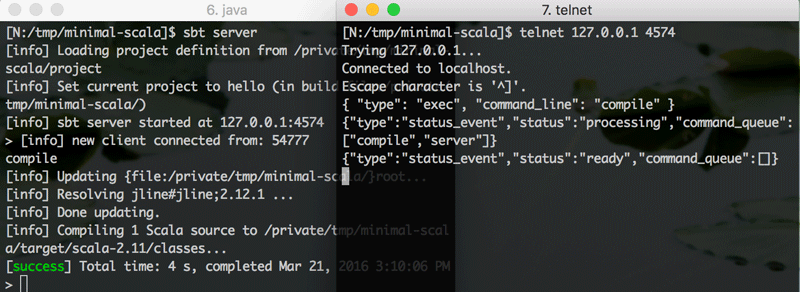 6. java
[N:/tmp/minimal-scala]$ sbt server
[info] Loading project definition from /private/tmp/minimal-
scala/project
[info] Set current project to hello (in build file:/private/
tmp/minimal-scala/)
[info] sbt server started at 127.0.0.1:4574
> [info] new client connected from: 54777
compile
[info] Updating {file:/private/tmp/minimal-scala/}root...
[info] Resolving jline#jline;2.12.1 ...
[info] Done updating.
[info] Compiling 1 Scala source to /private/tmp/minimal-scal
a/target/scala-2.11/classes...
[success] Total time: 4 s, completed Mar 21, 2016 3:10:06 PM
>
7. telnet
[N:/tmp/minimal-scala]$ telnet 127.0.0.1 4574
Trying 127.0.0.1...
Connected to localhost.
Escape character is '^]'.
{ "type": "exec", "command_line": "compile" }
{"type":"status_event","status":"processing","command_queue":
["compile","server"]}
{"type":"status_event","status":"ready","command_queue":[]}